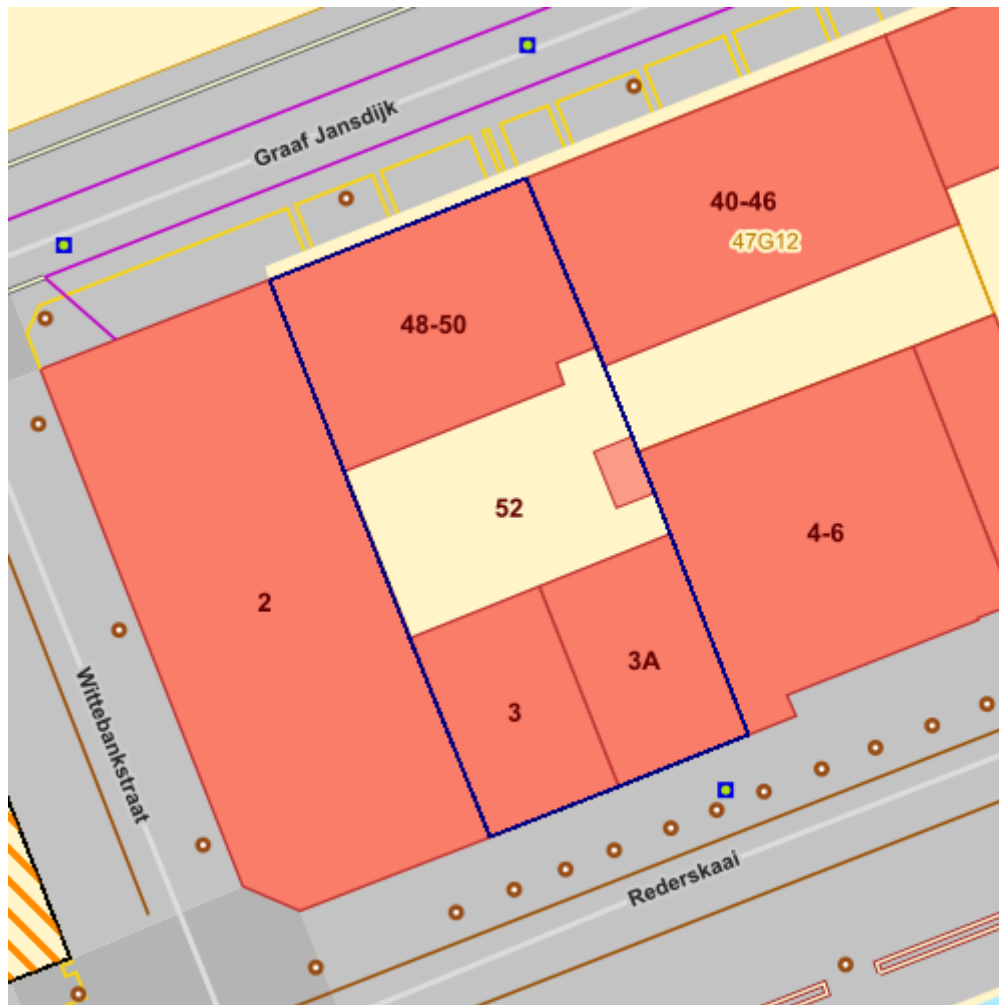 Graaf Jansdijk
40-46
47G12
48-50
52
4-6
2
3A
3
Wittebankstraat
Rederskaai